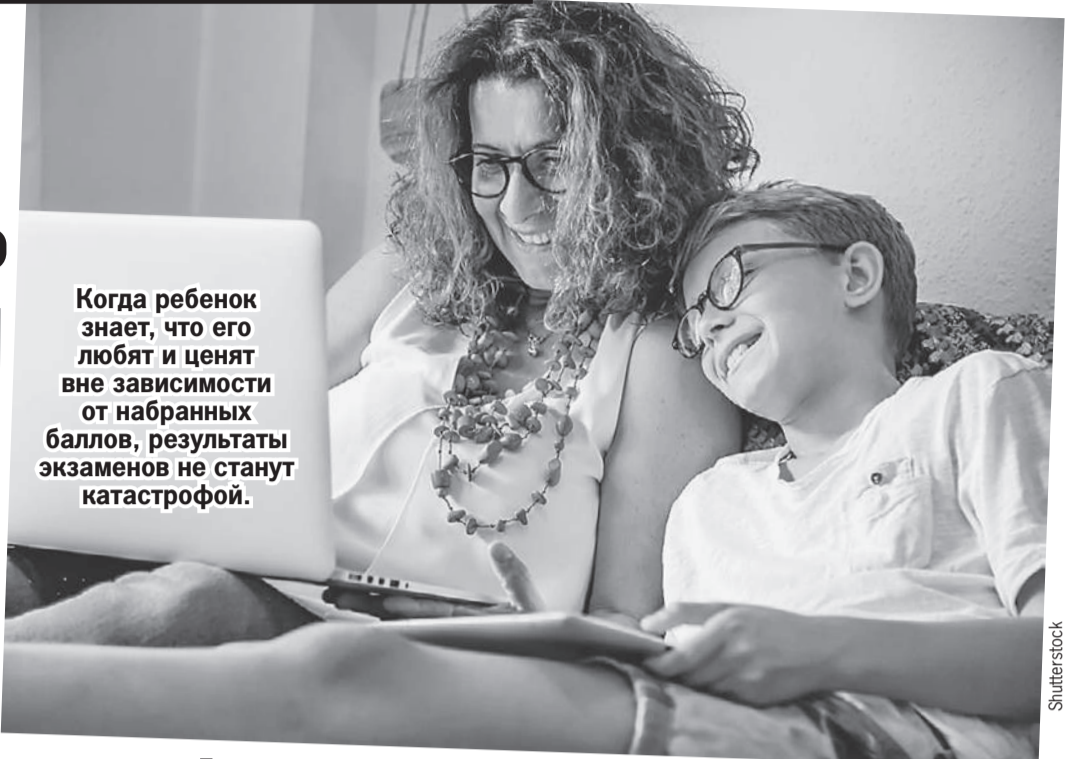 Когда ребенок
знает, что его
любят и ценят
вне зависимости
от набранных
баллов, результаты
экзаменов не станут
катастрофой.
Shutterstock